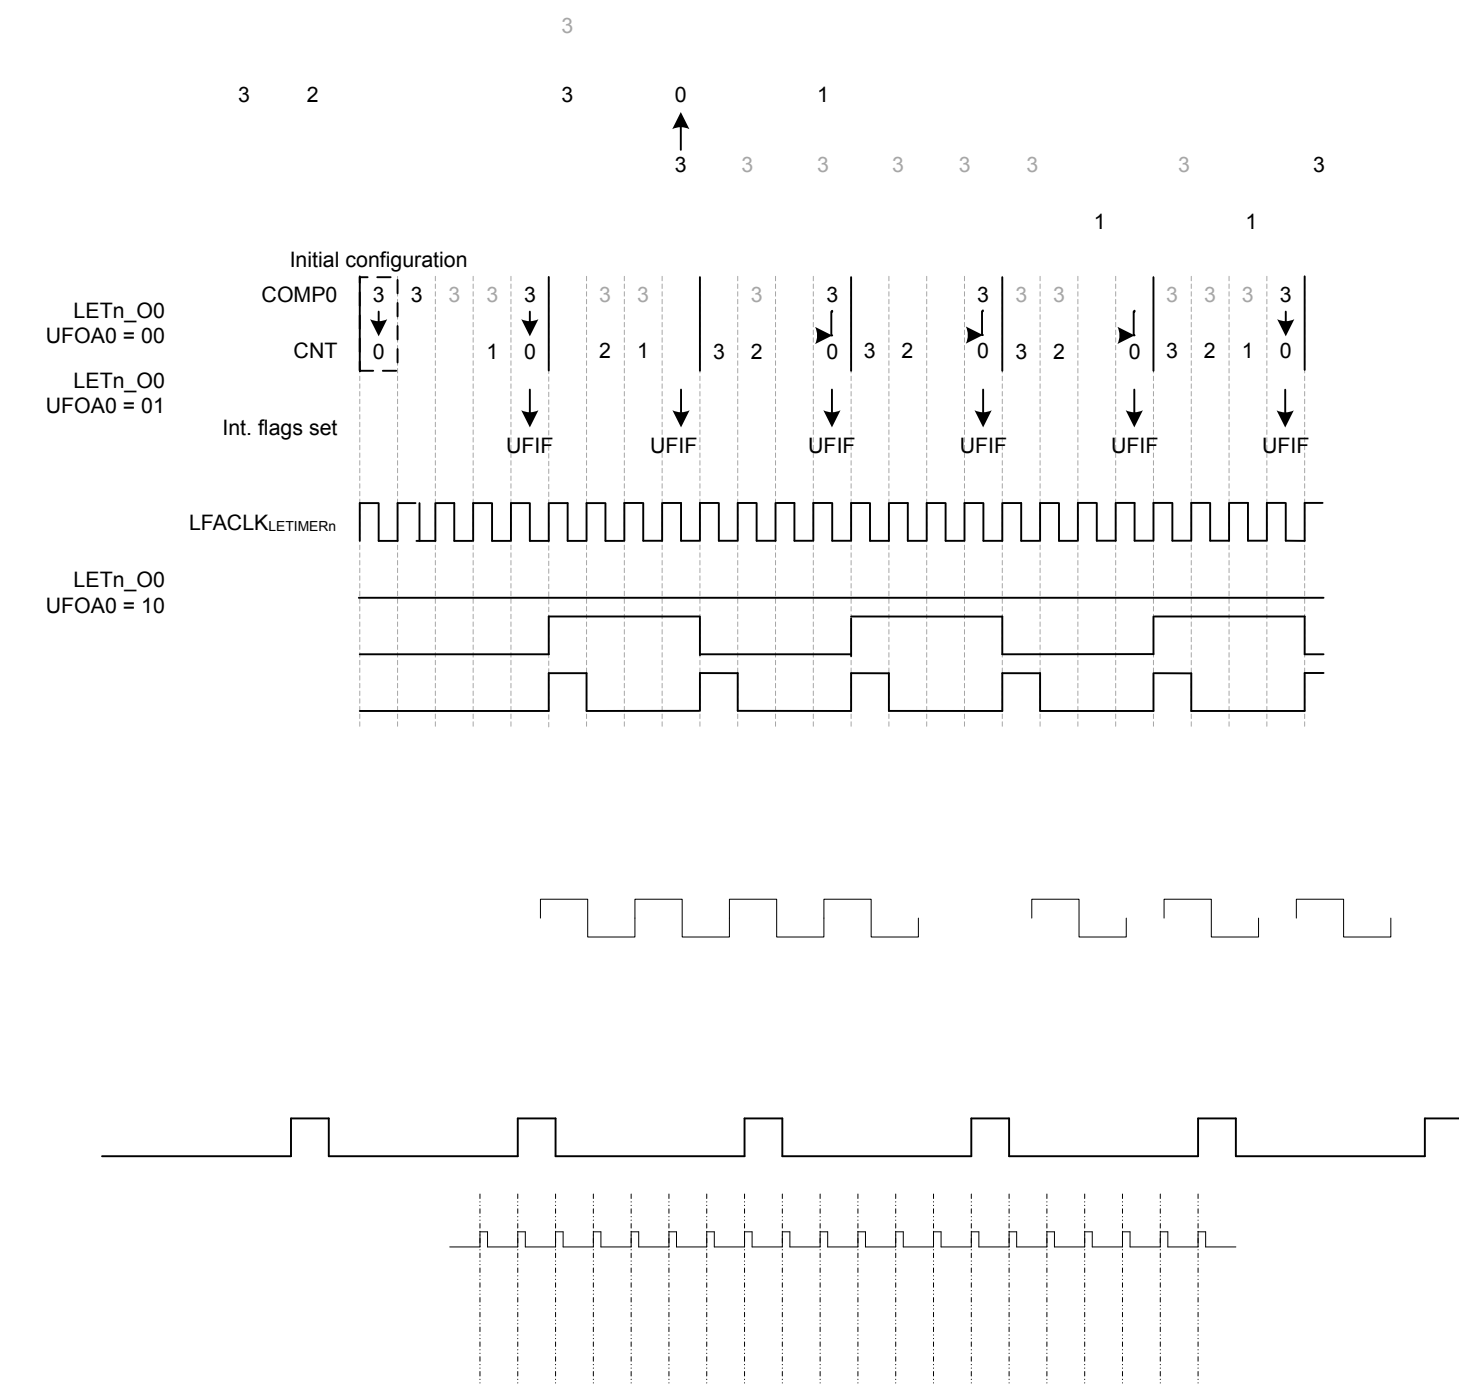 3
3 2 3 0 1
3 3 3 3 3 3 3 3
1 1
Initial configuration
COMP0 3 3 3 3 3 3 3 3 3 3 3 3 3 3 3 3
LETn_O0
UFOA0 = 00
CNT 0 1 0 2 1 3 2 0 3 2 0 3 2 0 3 2 1 0
LETn_O0
UFOA0 = 01
Int. flags set
UFIF UFIF UFIF UFIF UFIF UFIF
LFACLKLETIMERn
LETn_O0
UFOA0 = 10